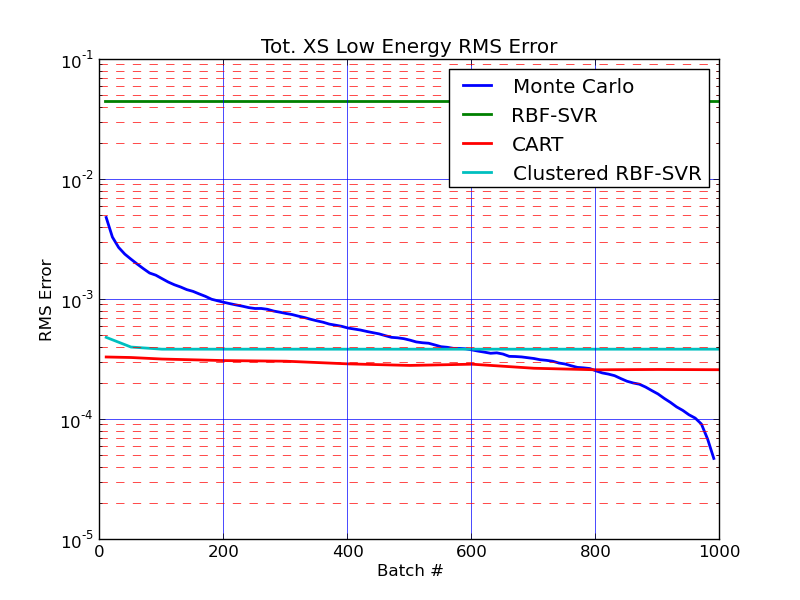 Tot. XS Low Energy RMS Error
10^-1
10^-2
10^-3
10^-4
10^-5
RMS Error
Monte Carlo
RBF-SVR
CART
Clustered RBF-SVR
0 200 400 600 800 1000
Batch #